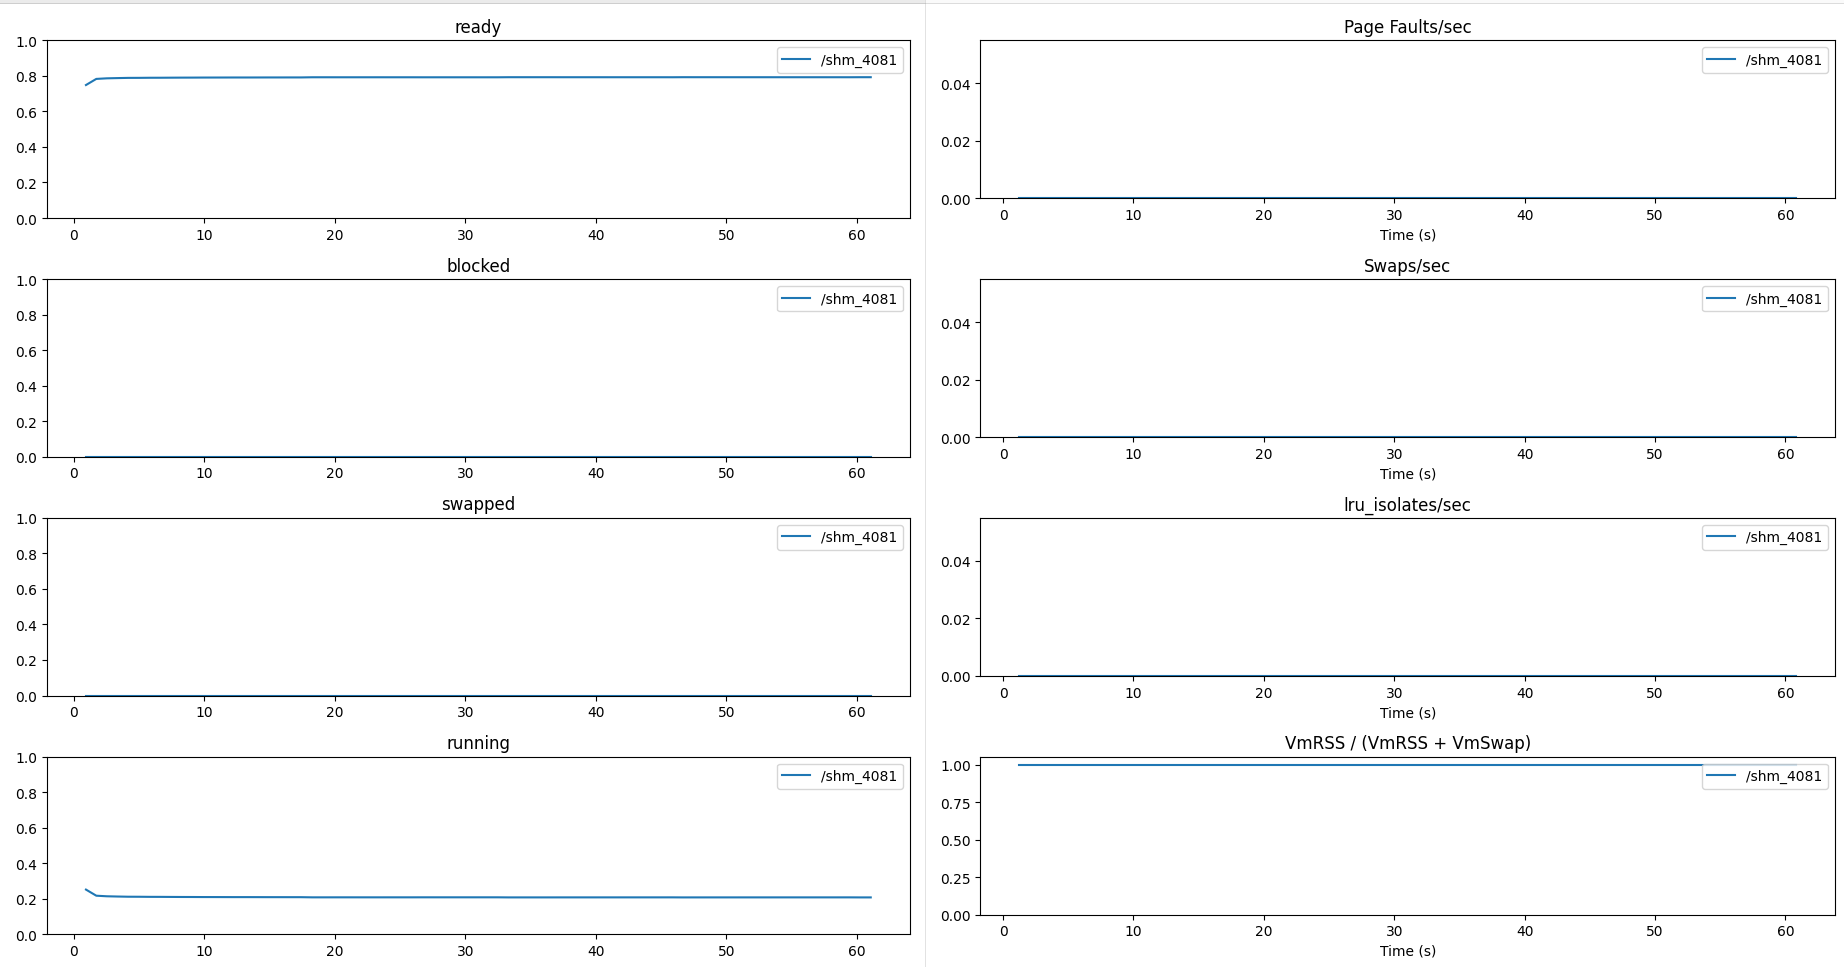 ready
1.0
0.8
0.6
0.4
0.2
0.0
/shm_4081
0 10 20 30 40 50 60
blocked
1.0
0.8
0.6
0.4
0.2
0.0
/shm_4081
0 10 20 30 40 50 60
swapped
1.0
0.8
0.6
0.4
0.2
0.0
/shm_4081
0 10 20 30 40 50 60
running
1.0
0.8
0.6
0.4
0.2
0.0
/shm_4081
0 10 20 30 40 50 60
Page Faults/sec
0.04
0.02
0.00
/shm_4081
0 10 20 30 40 50 60
Time (s)
Swaps/sec
0.04
0.02
0.00
/shm_4081
0 10 20 30 40 50 60
Time (s)
lru_isolates/sec
0.04
0.02
0.00
/shm_4081
0 10 20 30 40 50 60
Time (s)
VmRSS / (VmRSS + VmSwap)
1.00
0.75
0.50
0.25
0.00
/shm_4081
0 10 20 30 40 50 60
Time (s)